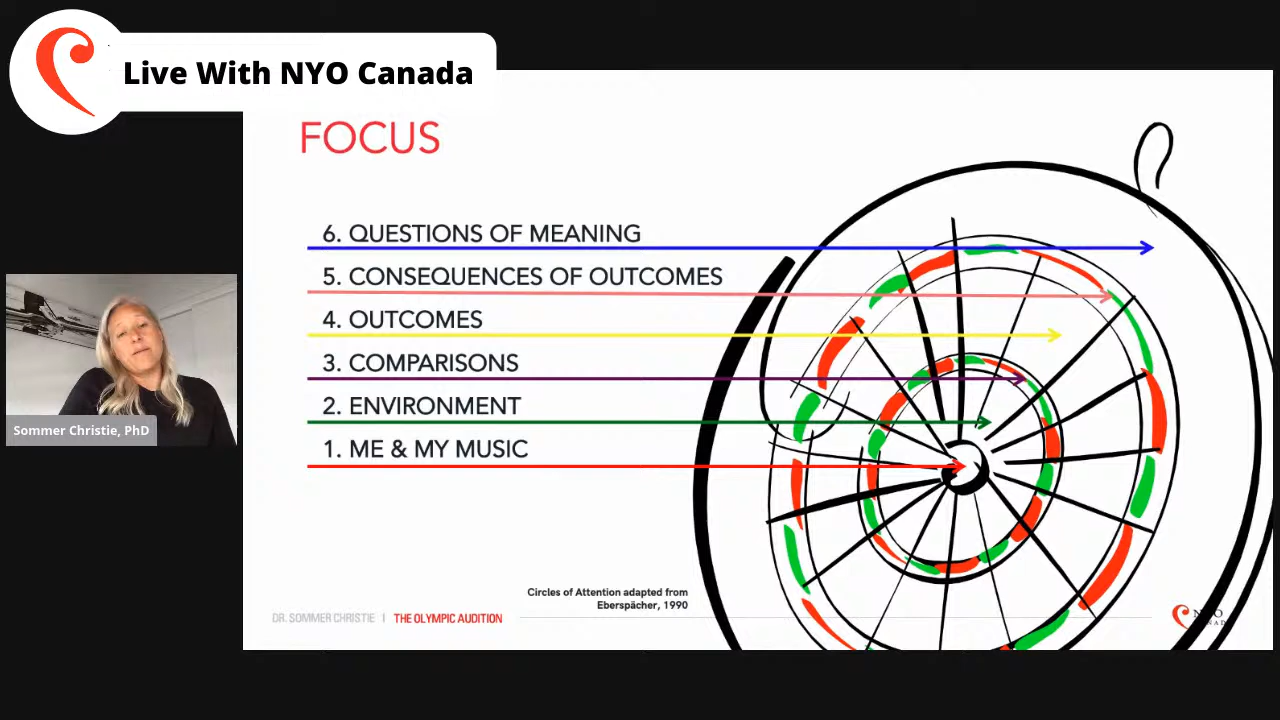 Live With NYO Canada
FOCUS
6. QUESTIONS OF MEANING
5. CONSEQUENCES OF OUTCOMES
4. OUTCOMES
3. COMPARISONS
2. ENVIRONMENT
1. ME & MY MUSIC
Sommer Christie, PhD
Circles of Attention adapted from
Eberspächer, 1990
DR. SOMMER CHRISTIE | THE OLYMPIC AUDITION
NYO